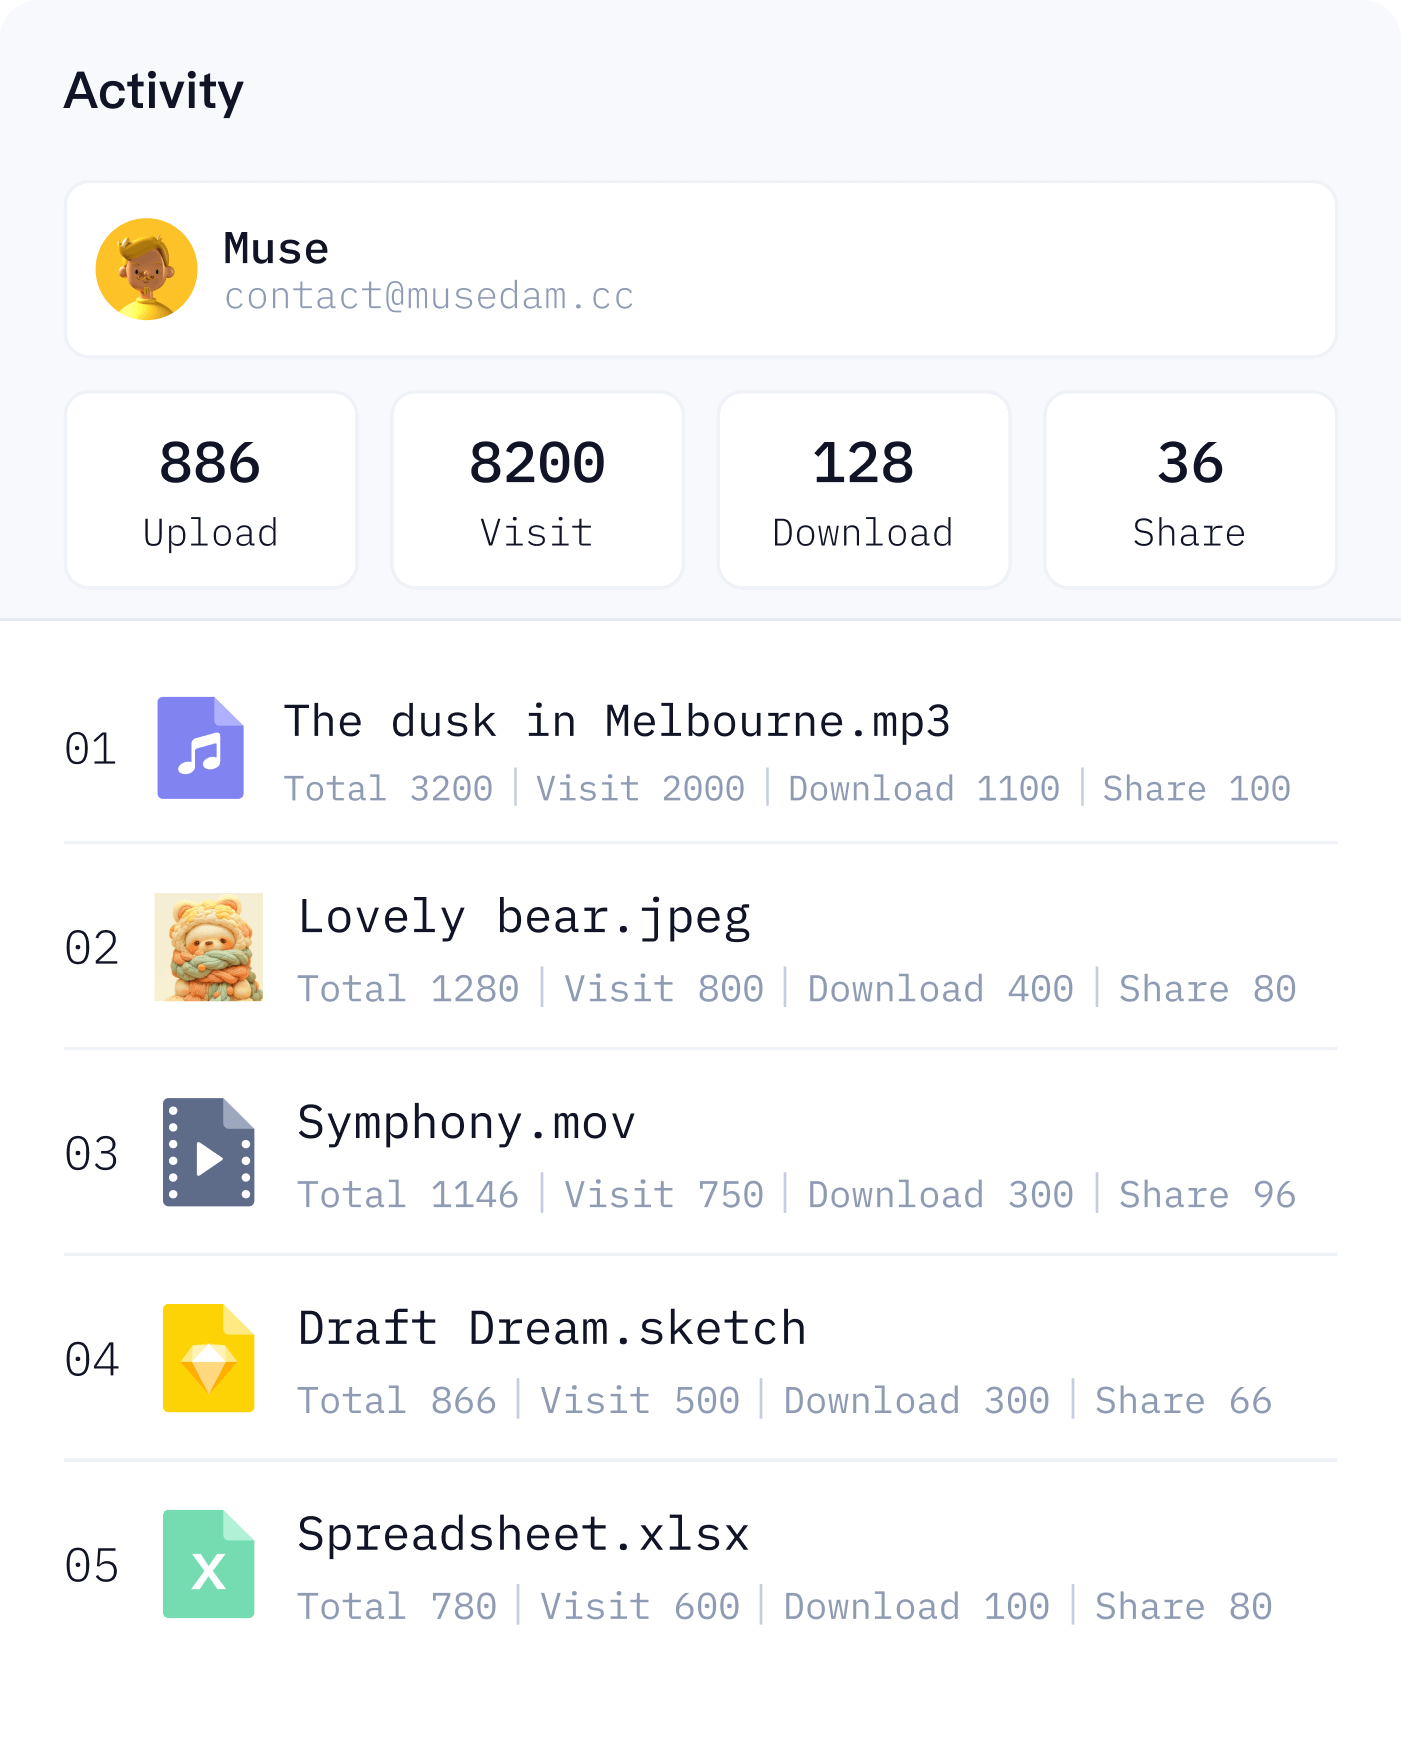 Activity
Muse
contact@musedam.cc
886
Upload
8200
Visit
128
Download
36
Share
01
The dusk in Melbourne.mp3
Total 3200 | Visit 2000 | Download 1100 | Share 100
02
Lovely bear.jpeg
Total 1280 | Visit 800 | Download 400 | Share 80
03
Symphony.mov
Total 1146 | Visit 750 | Download 300 | Share 96
04
Draft Dream.sketch
Total 866 | Visit 500 | Download 300 | Share 66
05
X
Spreadsheet.xlsx
Total 780 | Visit 600 | Download 100 | Share 80